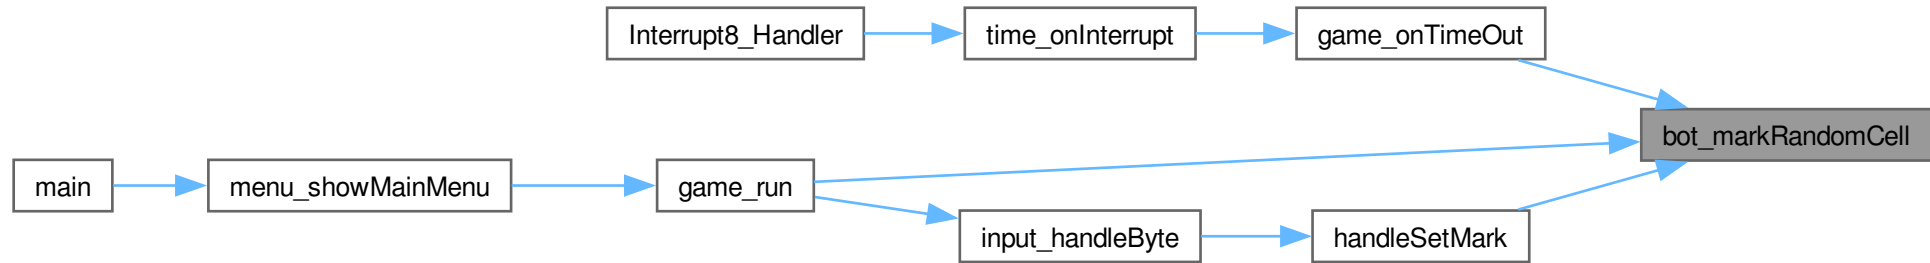 Interrupt8_Handler
time_onInterrupt
game_onTimeOut
bot_markRandomCell
main
menu_showMainMenu
game_run
input_handleByte
handleSetMark